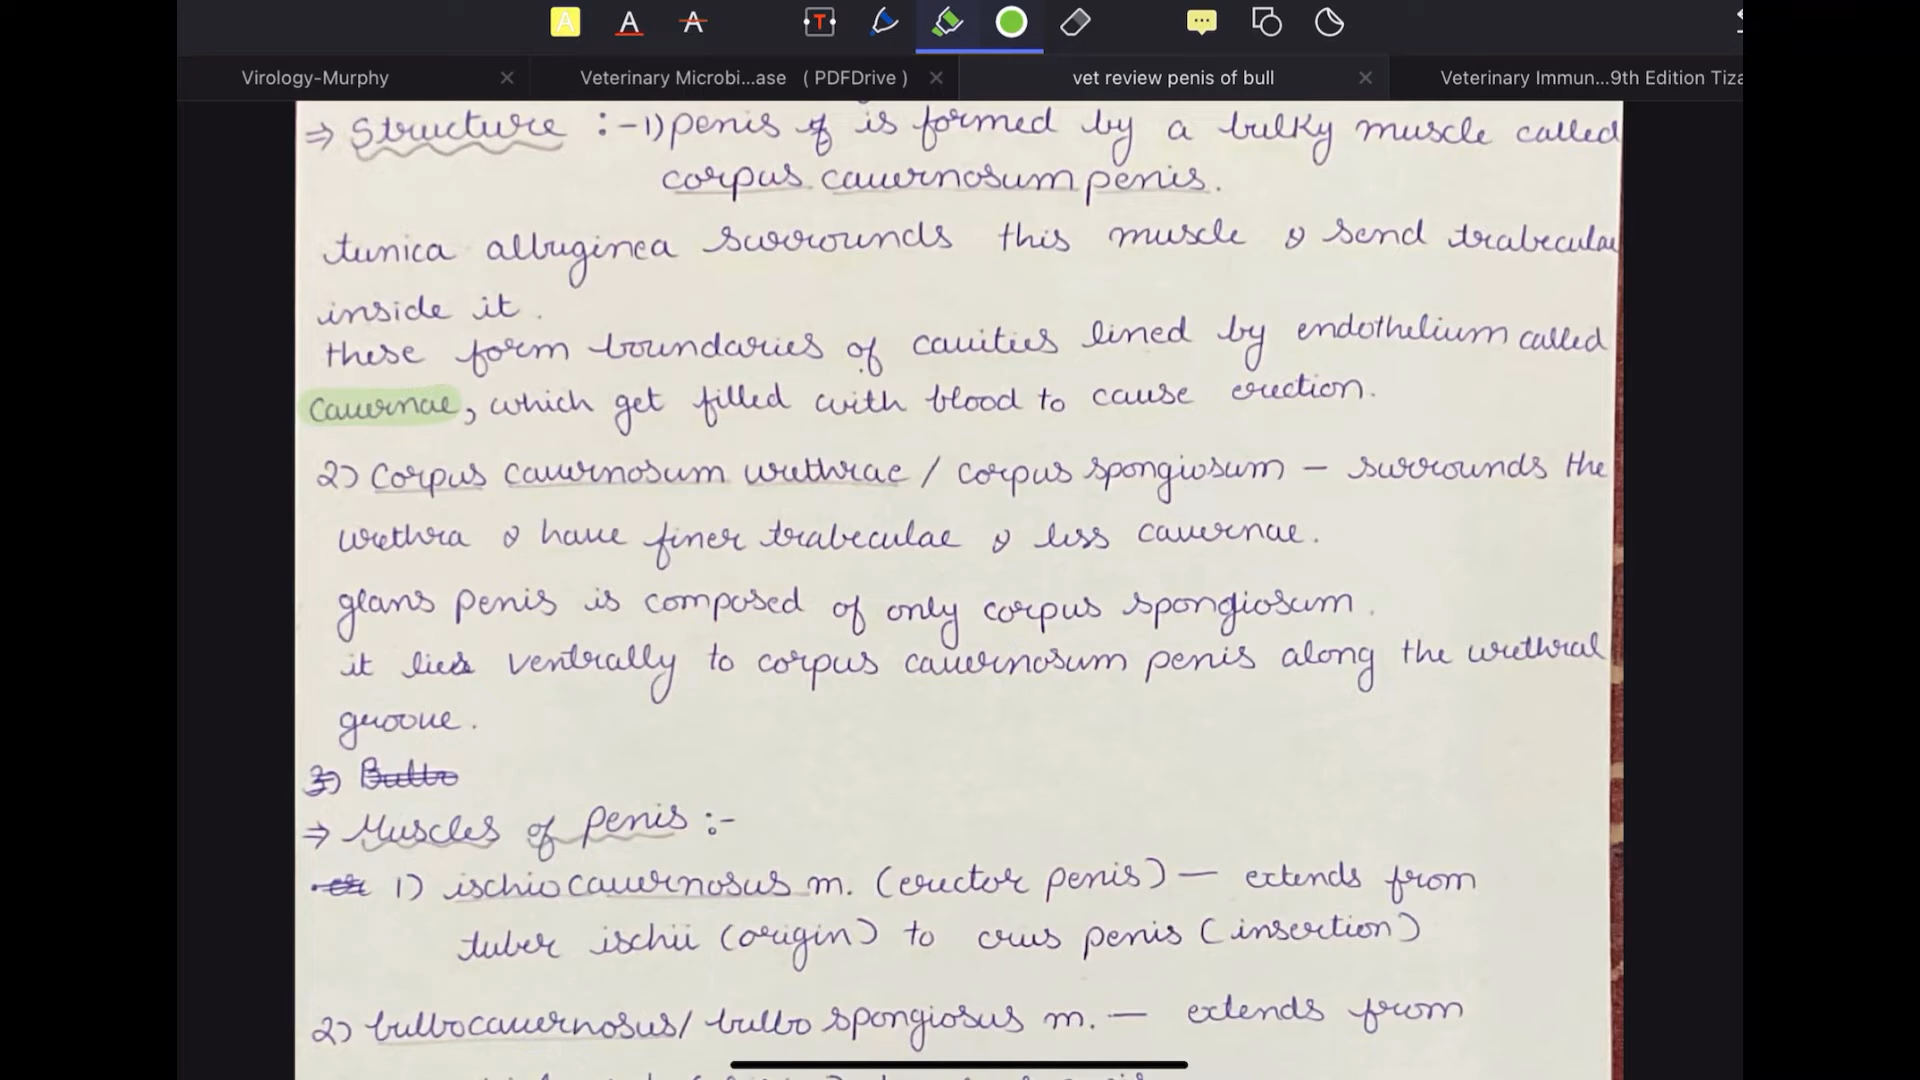 A A A T
Virology-Murphy × Veterinary Microbi...ase ( PDFDrive ) × vet review penis of bull × Veterinary Immun...9th Edition Tiza
⇒ Structure :- 1) penis of is formed by a bulky muscle called
corpus cavernosum penis.
tunica albuginea surrounds this muscle & send trabeculae
inside it.
these form boundaries of cavities lined by endothelium called
Cavernae, which get filled with blood to cause erection.
2) Corpus cavernosum urethrae / corpus spongiosum – surrounds the
urethra & have finer trabeculae & less cavernae.
glans penis is composed of only corpus spongiosum.
it lies ventrally to corpus cavernosum penis along the urethral
groove.
3) Bulbo
⇒ Muscles of Penis :-
1) ischiocavernosus m. (erector penis) — extends from
tuber ischii (origin) to crus penis (insertion)
2) bulbocavernosus/ bulbo spongiosus m. — extends from